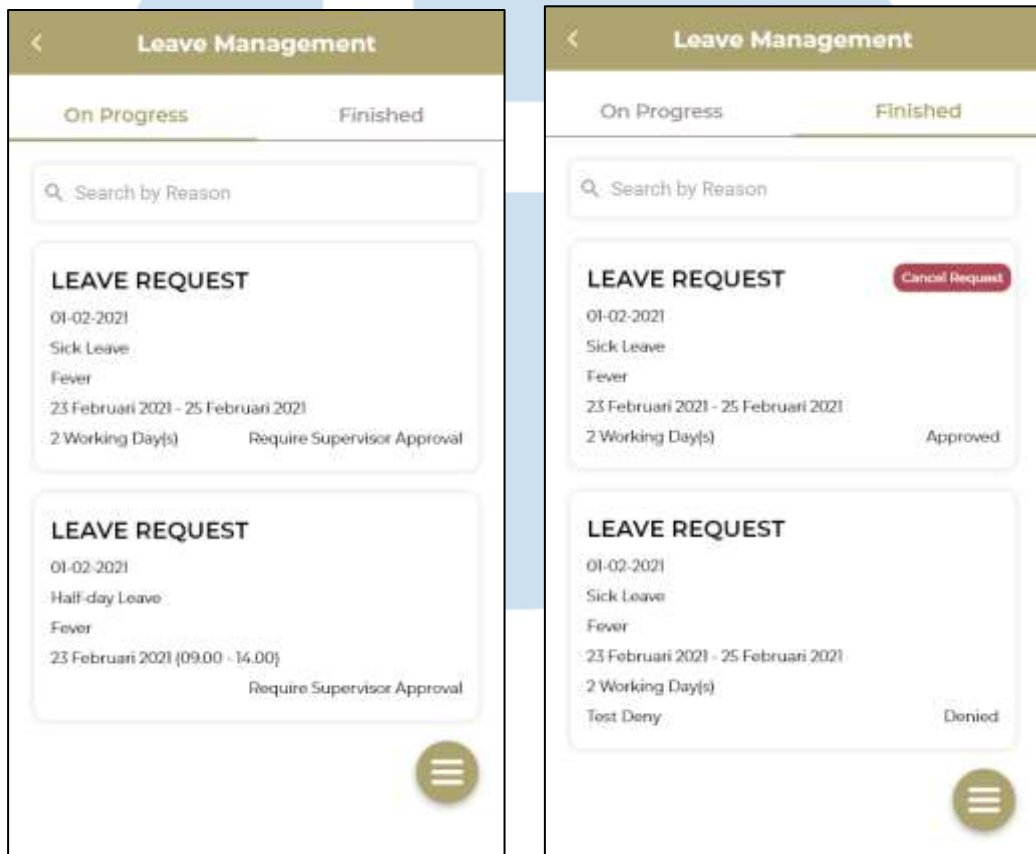 Leave Management
On Progress Finished
Search by Reason
LEAVE REQUEST
01-02-2021
Sick Leave
Fever
23 Februari 2021 - 25 Februari 2021
2 Working Day(s) Require Supervisor Approval
LEAVE REQUEST
01-02-2021
Half-day Leave
Fever
23 Februari 2021 (09.00 - 14.00)
Require Supervisor Approval
Leave Management
On Progress Finished
Search by Reason
LEAVE REQUEST Cancel Request
01-02-2021
Sick Leave
Fever
23 Februari 2021 - 25 Februari 2021
2 Working Day(s) Approved
LEAVE REQUEST
01-02-2021
Sick Leave
Fever
23 Februari 2021 - 25 Februari 2021
2 Working Day(s)
Test Deny Denied